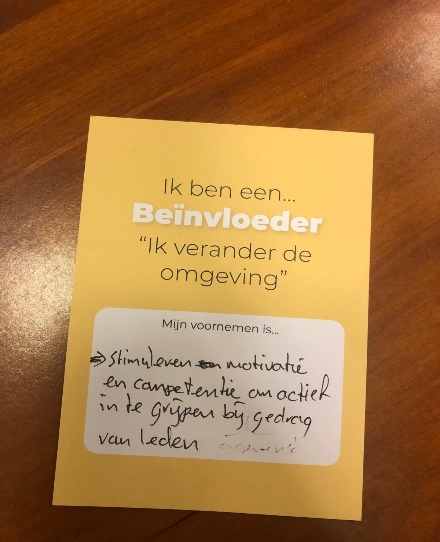 Ik ben een...
Beïnvloeder
“Ik verander de
omgeving”
Mijn voornemen is...
→ Stimuleren motivatie
en competentie om actief
in te grijpen bij gedrag
van leden